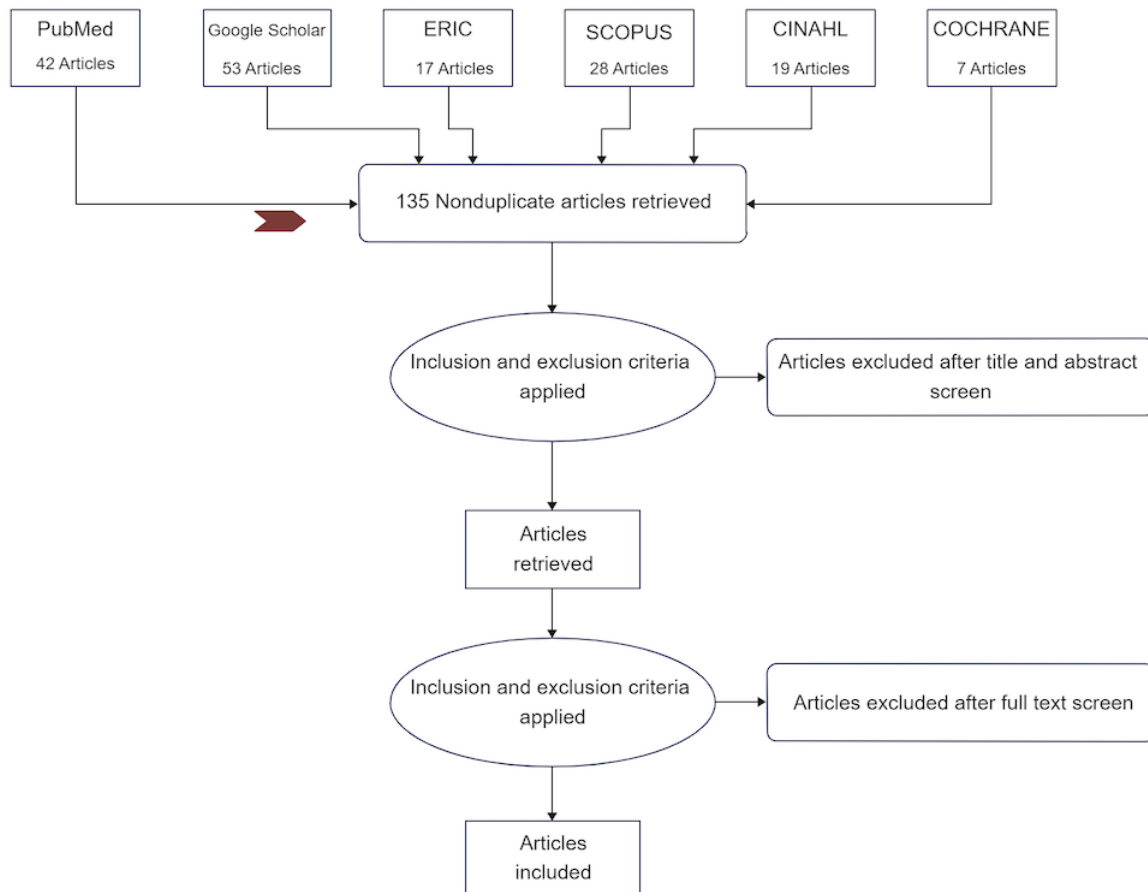 PubMed
42 Articles
Google Scholar
53 Articles
ERIC
17 Articles
SCOPUS
28 Articles
CINAHL
19 Articles
COCHRANE
7 Articles
135 Nonduplicate articles retrieved
Inclusion and exclusion criteria
applied
Articles excluded after title and abstract
screen
Articles
retrieved
Inclusion and exclusion criteria
applied
Articles excluded after full text screen
Articles
included